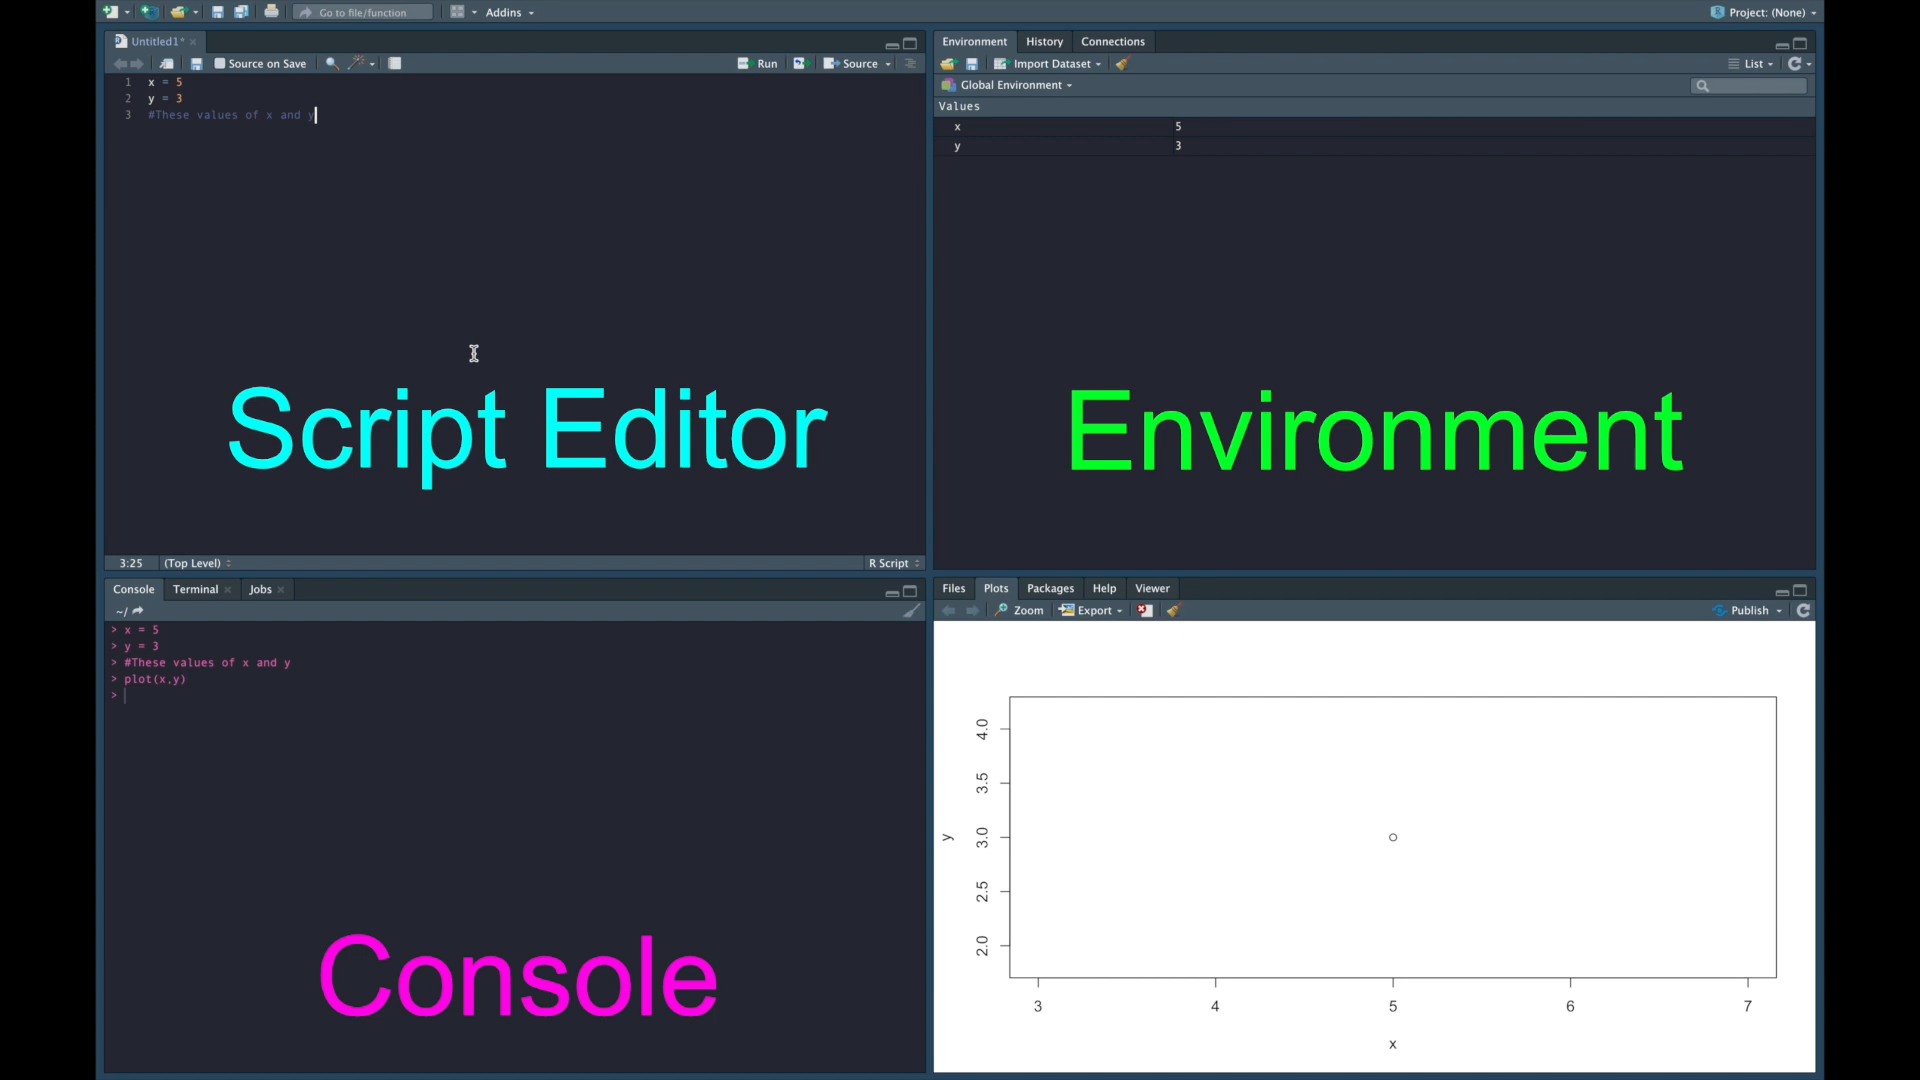 Go to file/function Addins Project: (None)
Untitled1*
Source on Save Run Source
1 x = 5
2 y = 3
3 #These values of x and y
Script Editor
3:25 (Top Level) R Script
Environment History Connections
Import Dataset List
Global Environment
Values
x 5
y 3
Environment
Console Terminal Jobs
~/
> x = 5
> y = 3
> #These values of x and y
> plot(x,y)
>
Console
Files Plots Packages Help Viewer
Zoom Export Publish
4.0
3.5
3.0
2.5
2.0
y
3 4 5 6 7
x